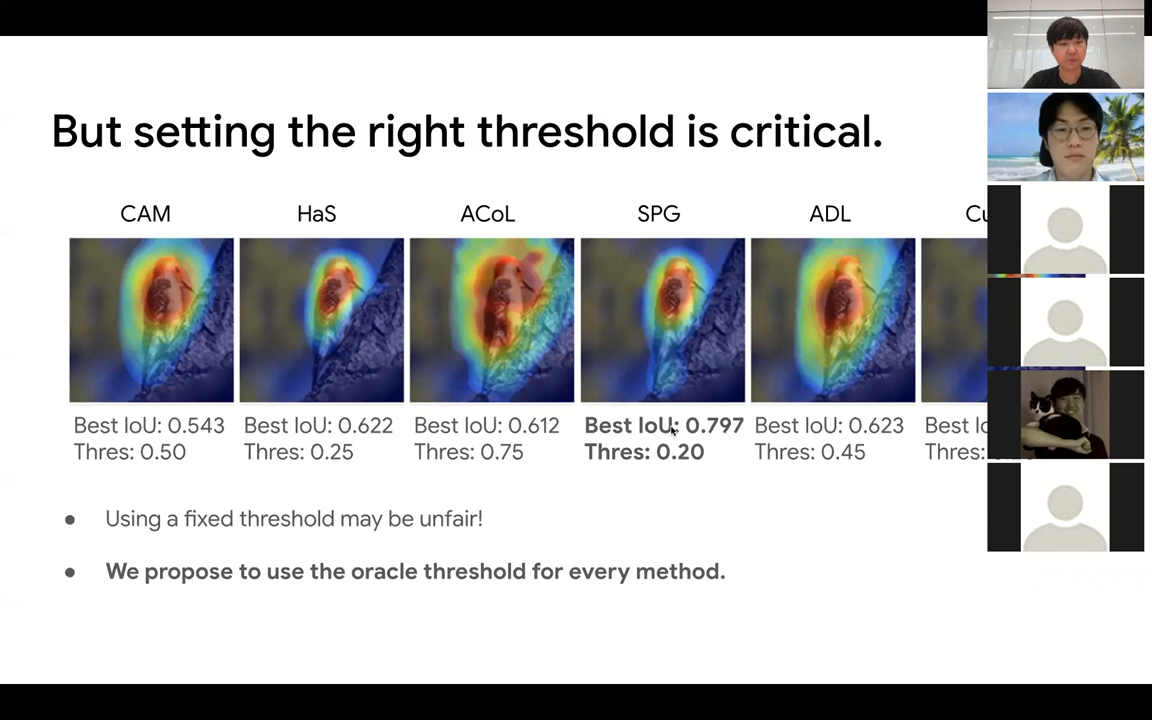 But setting the right threshold is critical.
CAM HaS ACoL SPG ADL
Best IoU: 0.543 Best IoU: 0.622 Best IoU: 0.612 Best IoU: 0.797 Best IoU: 0.623 Best
Thres: 0.50 Thres: 0.25 Thres: 0.75 Thres: 0.20 Thres: 0.45 Thres:
● Using a fixed threshold may be unfair!
● We propose to use the oracle threshold for every method.